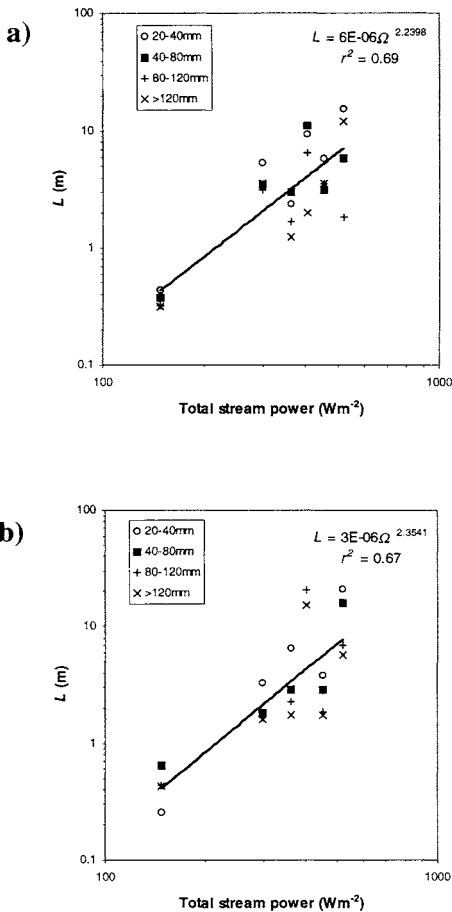 a)
100
20-40mm
40-80mm
80-120mm
>120mm
L = 6E-06Ω 2.2398
r² = 0.69
10
L (m)
1
0.1
100
1000
Total stream power (Wm⁻²)
b)
100
20-40mm
40-80mm
80-120mm
>120mm
L = 3E-06Ω 2.3541
r² = 0.67
10
L (m)
1
0.1
100
1000
Total stream power (Wm⁻²)